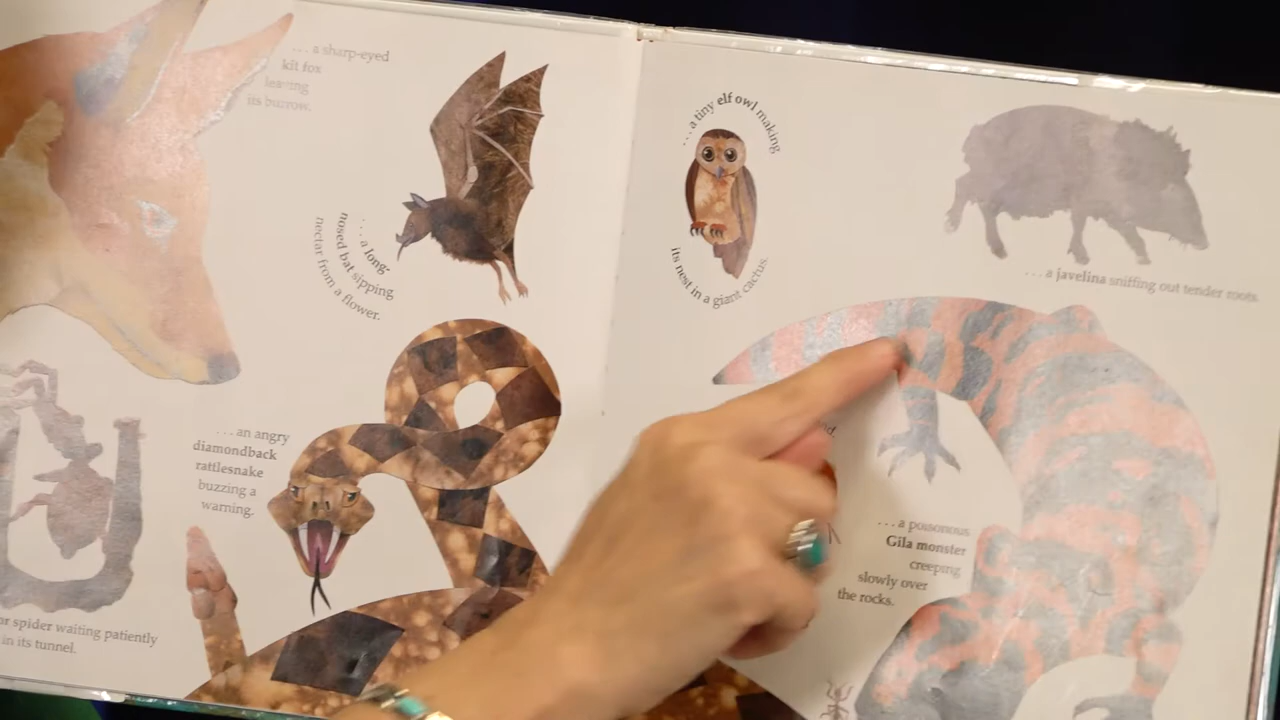 ... a sharp-eyed
kit fox
leaving
its burrow.
... a long-
nosed bat sipping
nectar from a flower.
... an angry
diamondback
rattlesnake
buzzing a
warning.
spider waiting patiently
in its tunnel.
... a tiny elf owl making
its nest in a giant cactus.
... a javelina sniffing out tender roots.
... a poisonous
Gila monster
creeping
slowly over
the rocks.